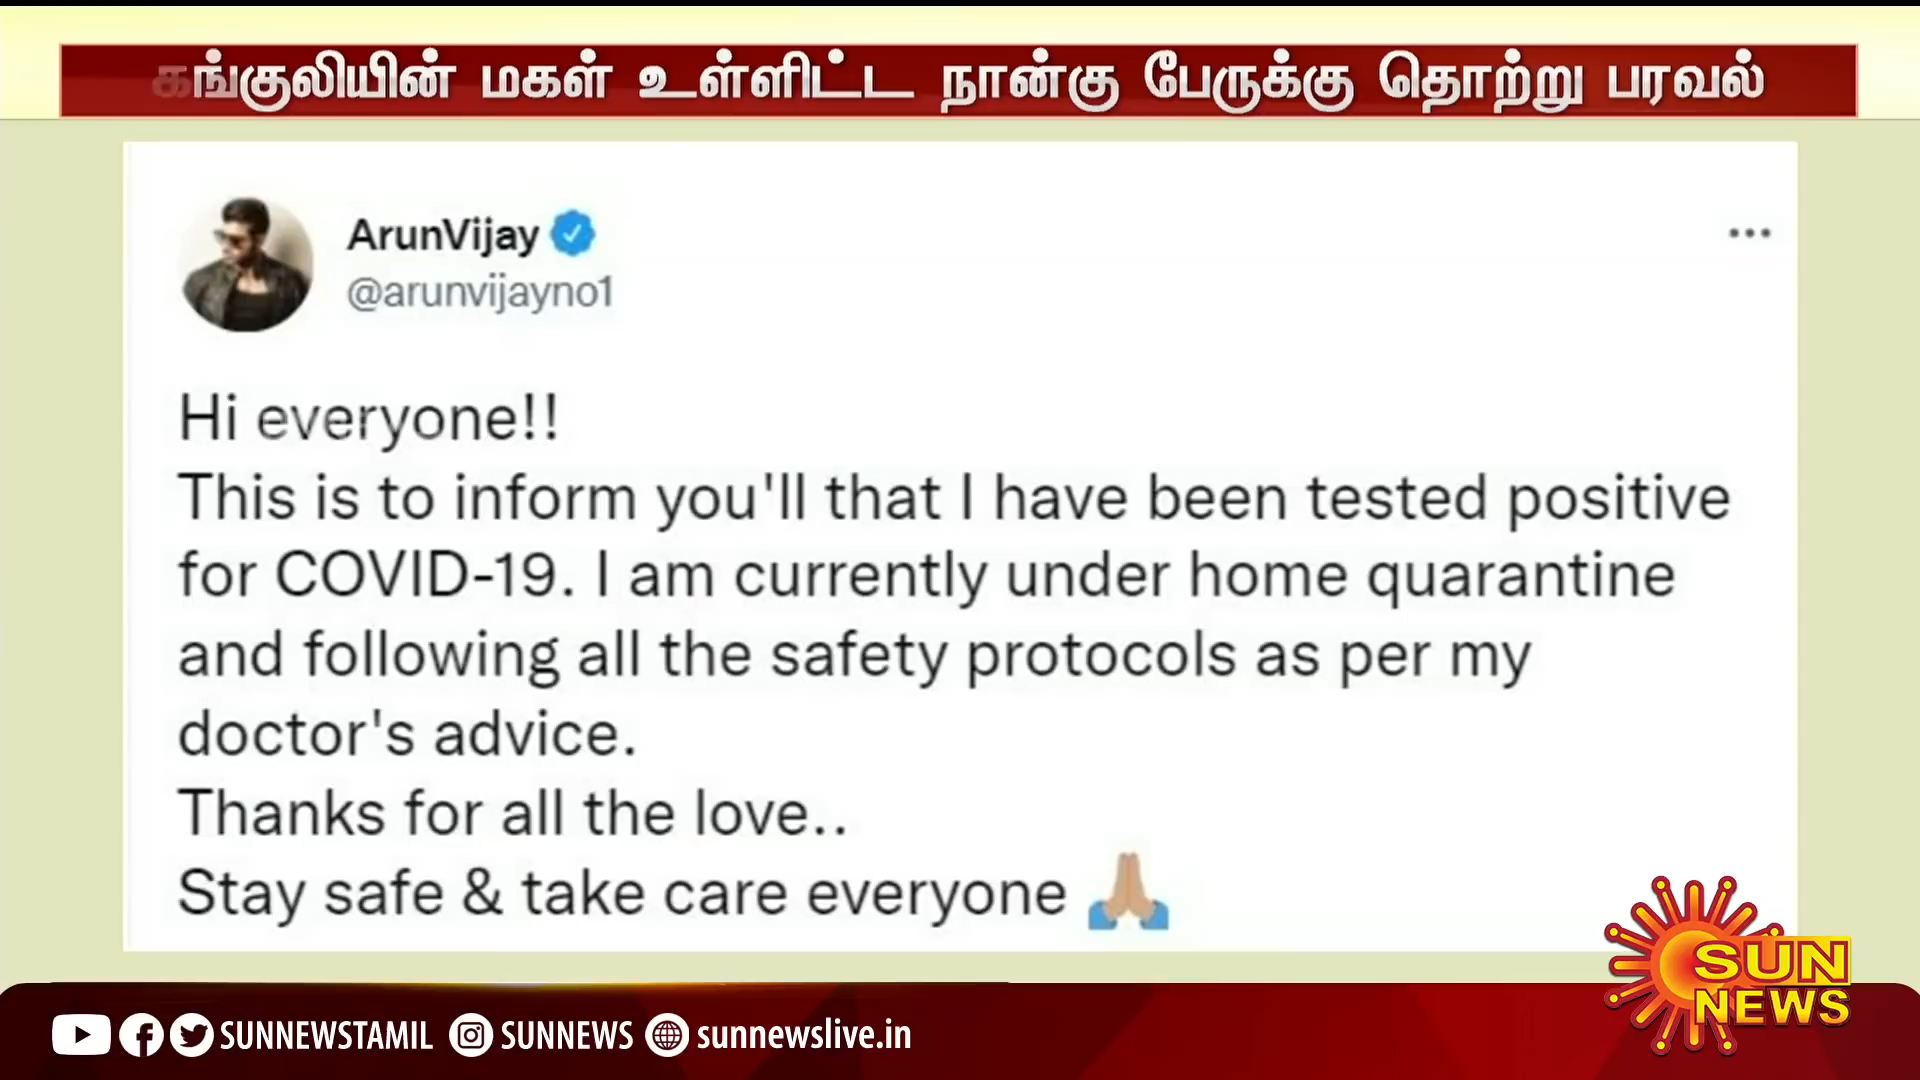 கங்குலியின் மகள் உள்ளிட்ட நான்கு பேருக்கு தொற்று பரவல்
ArunVijay
@arunvijayno1
Hi everyone!!
This is to inform you'll that I have been tested positive
for COVID-19. I am currently under home quarantine
and following all the safety protocols as per my
doctor's advice.
Thanks for all the love..
Stay safe & take care everyone 🙏🏽
SUN
NEWS
SUNNEWSTAMIL SUNNEWS sunnewslive.in